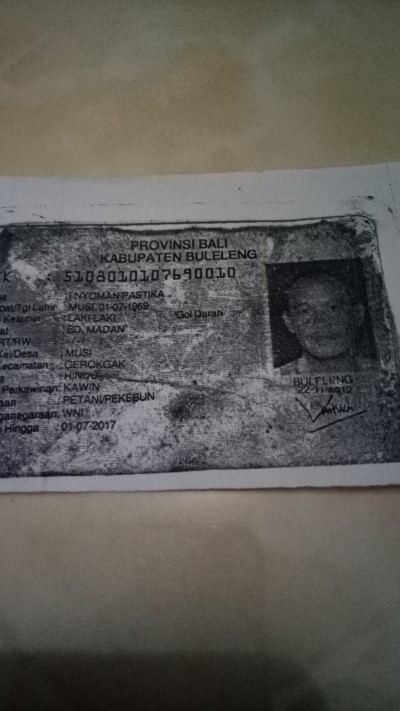 PROVINSI BALI
KABUPATEN BULELENG
K : 5108010107690010
a : I NYOMAN PASTIKA
pat/Tgl Lahir : MUSI, 01-07-1969
Kelamin : LAKI-LAKI Gol Darah
at : BD. MADAN
RT/RW : -/-
Kel/Desa : MUSI
Kecamatan : GEROKGAK
HINDU
Perkawinan: KAWIN
aan : PETANI/PEKEBUN
ganegaraan: WNI
Hingga : 01-07-2017
BULELENG
22-11-2012